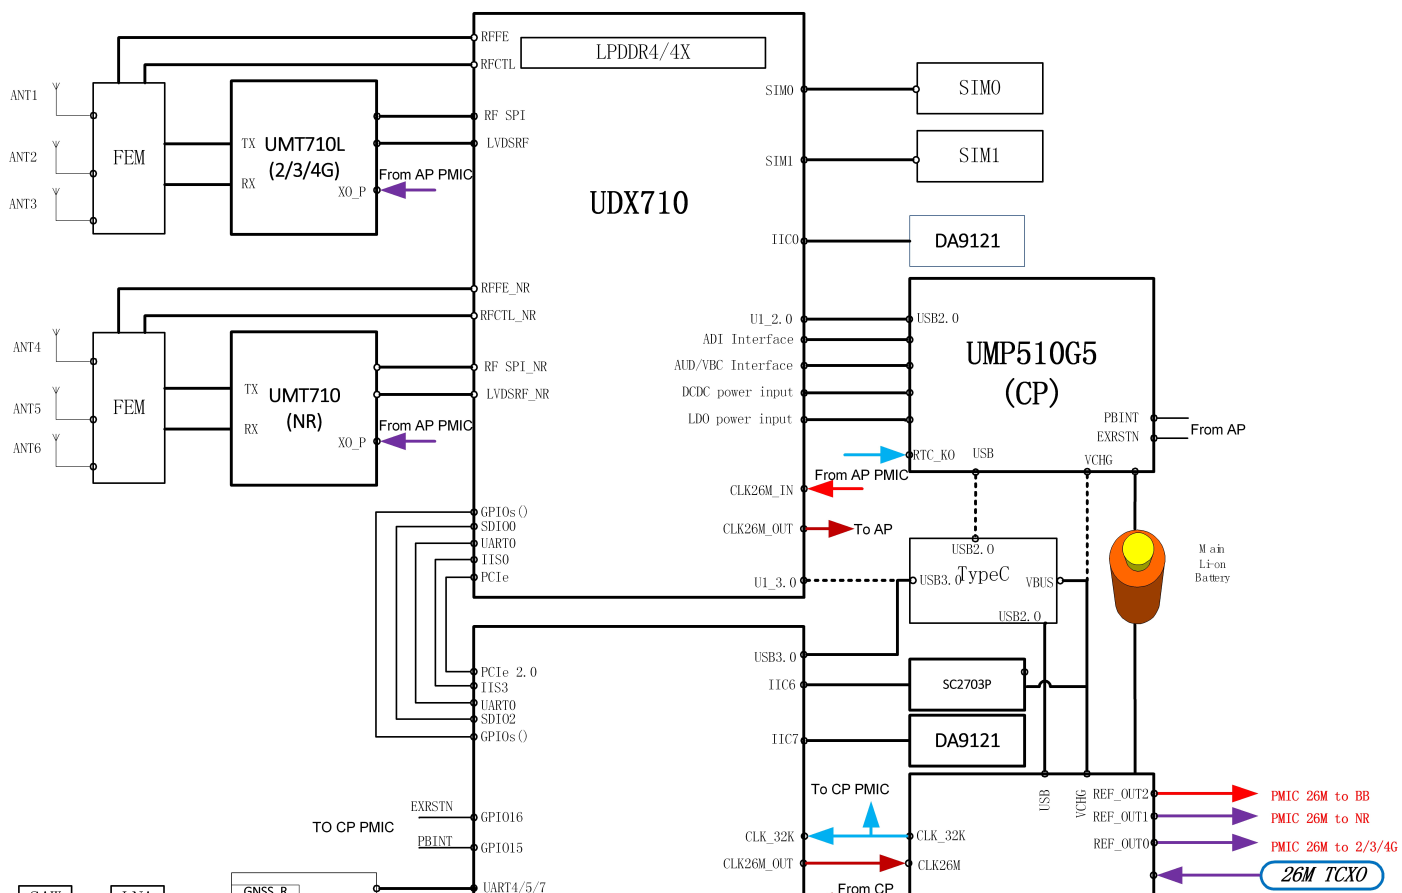 RFFE
LPDDR4/4X
RFCTL
ANT1
SIM0
SIM0
RF SPI
TX
UMT710L
LVDSRF
ANT2
FEM
(2/3/4G)
SIM1
SIM1
From AP PMIC
RX
XO_P
ANT3
UDX710
IIC0
DA9121
RFFE_NR
RFCTL_NR
U1_2.0
USB2.0
ADI Interface
ANT4
UMP510G5
(CP)
RF SPI_NR
AUD/VBC Interface
TX
UMT710
LVDSRF_NR
DCDC power input
ANT5
FEM
(NR)
LDO power input
PBINT
From AP PMIC
RX
XO_P
EXRSTN
From AP
ANT6
RTC_KO
USB
VCHG
From AP PMIC
CLK26M_IN
GPIOs()
SDIO0
CLK26M_OUT
To AP
UART0
USB2.0
Main
Li-on
Battery
IIS0
PCIe
U1_3.0
USB3.0
TypeC
VBUS
USB2.0
USB3.0
PCIe 2.0
IIS3
IIC6
SC2703P
UART0
SDIO2
GPIOs()
IIC7
DA9121
To CP PMIC
USB
VCHG
REF_OUT2
PMIC 26M to BB
EXRSTN
GPIO16
REF_OUT1
PMIC 26M to NR
TO CP PMIC
PBINT
GPIO15
CLK_32K
CLK_32K
REF_OUT0
PMIC 26M to 2/3/4G
CLK26M_OUT
CLK26M
26M TCXO
GNSS_R
UART4/5/7
From CP